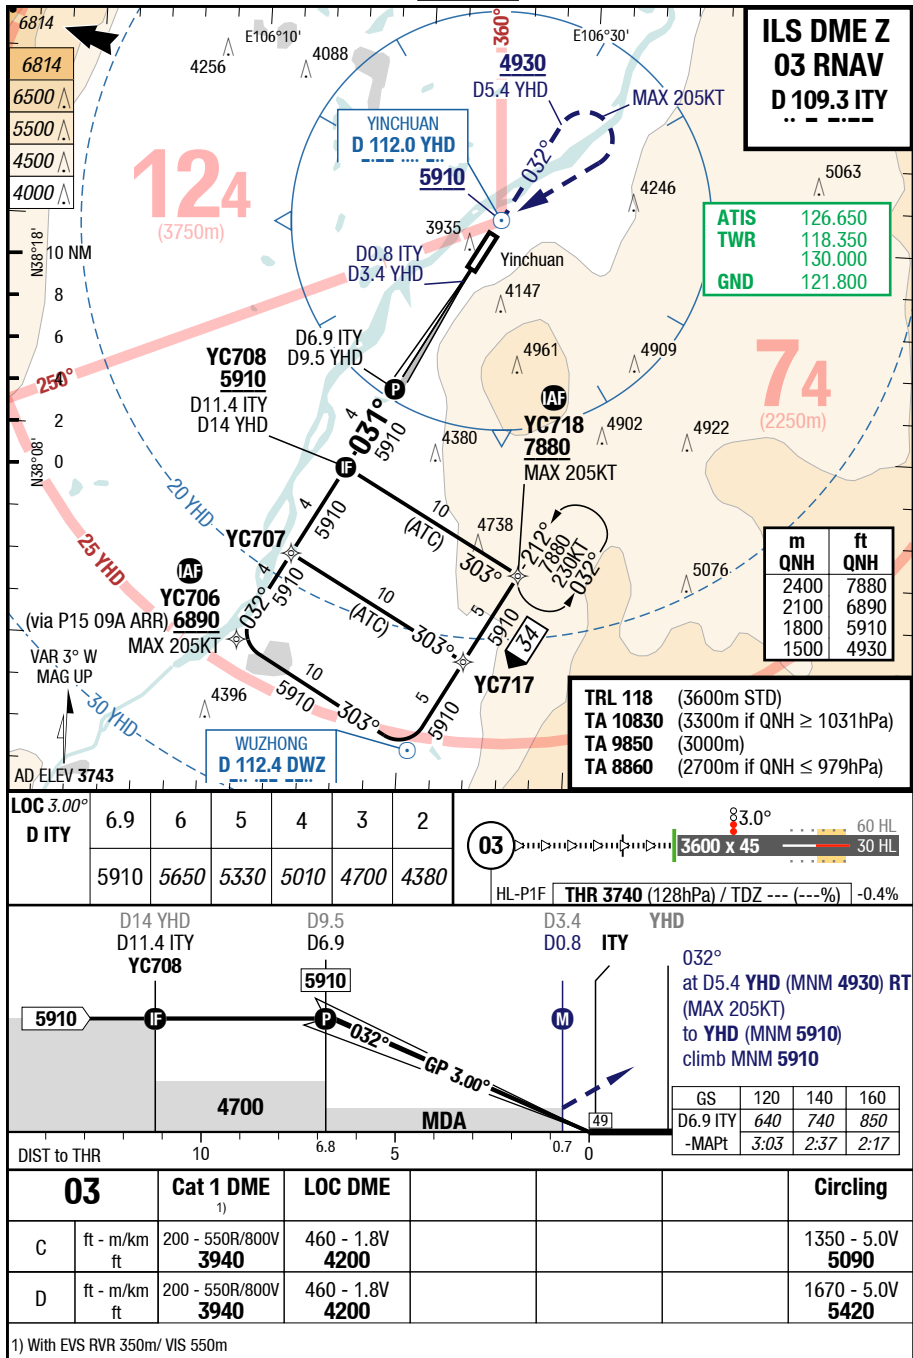 6814
6814
6500
5500
4500
4000
ILS DME Z
03 RNAV
D 109.3 ITY
E106°10'
E106°30'
360°
4256
4088
4930
D5.4 YHD
MAX 205KT
YINCHUAN
D 112.0 YHD
5910
032°
124
(3750m)
5063
4246
3935
ATIS 126.650
TWR 118.350
130.000
GND 121.800
N38°18'
10 NM
8
6
4
2
0
N38°08'
D0.8 ITY
D3.4 YHD
Yinchuan
4147
D6.9 ITY
D9.5 YHD
4961
4909
74
(2250m)
250°
YC708
5910
D11.4 ITY
D14 YHD
P
IAF
YC718
7880
MAX 205KT
4
031°
5910
4380
4902
4922
IF
20 YHD
10
(ATC)
303°
4738
212°
7880
230KT
032°
4
5910
YC707
25 YHD
m ft
QNH QNH
2400 7880
2100 6890
1800 5910
1500 4930
5076
IAF
YC706
(via P15 09A ARR) 6890
MAX 205KT
4
032°
5910
10
(ATC)
303°
5
5910
34
YC717
VAR 3° W
MAG UP
4396
30 YHD
10
5910
303°
5
5910
WUZHONG
D 112.4 DWZ
AD ELEV 3743
TRL 118 (3600m STD)
TA 10830 (3300m if QNH ≥ 1031hPa)
TA 9850 (3000m)
TA 8860 (2700m if QNH ≤ 979hPa)
LOC 3.00°
D ITY
6.9 6 5 4 3 2
5910 5650 5330 5010 4700 4380
03
3.0°
3600 x 45
60 HL
30 HL
HL-P1F THR 3740 (128hPa) / TDZ --- (---%) -0.4%
D14 YHD D9.5 D3.4 YHD
D11.4 ITY D6.9 D0.8 ITY
YC708
5910
5910
IF
P
M
032°
GP 3.00°
4700
MDA
49
032°
at D5.4 YHD (MNM 4930) RT
(MAX 205KT)
to YHD (MNM 5910)
climb MNM 5910
GS 120 140 160
D6.9 ITY 640 740 850
-MAPt 3:03 2:37 2:17
DIST to THR 10 6.8 5 0.7 0
03 Cat 1 DME LOC DME Circling
1)
C ft - m/km 200 - 550R/800V 460 - 1.8V 1350 - 5.0V
ft 3940 4200 5090
D ft - m/km 200 - 550R/800V 460 - 1.8V 1670 - 5.0V
ft 3940 4200 5420
1) With EVS RVR 350m/ VIS 550m